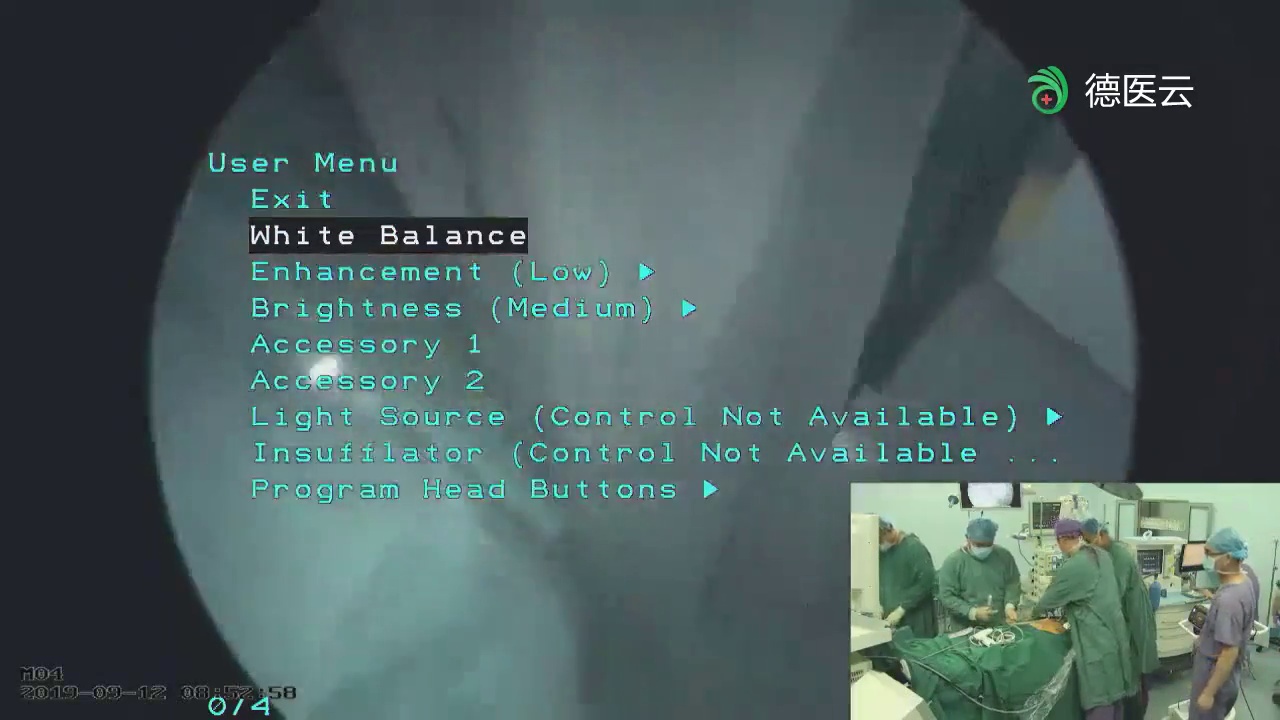 德医云
User Menu
Exit
White Balance
Enhancement (Low) ▶
Brightness (Medium) ▶
Accessory 1
Accessory 2
Light Source (Control Not Available) ▶
Insufflator (Control Not Available ...
Program Head Buttons ▶
M04
2019-09-12 08:52:58
0/4